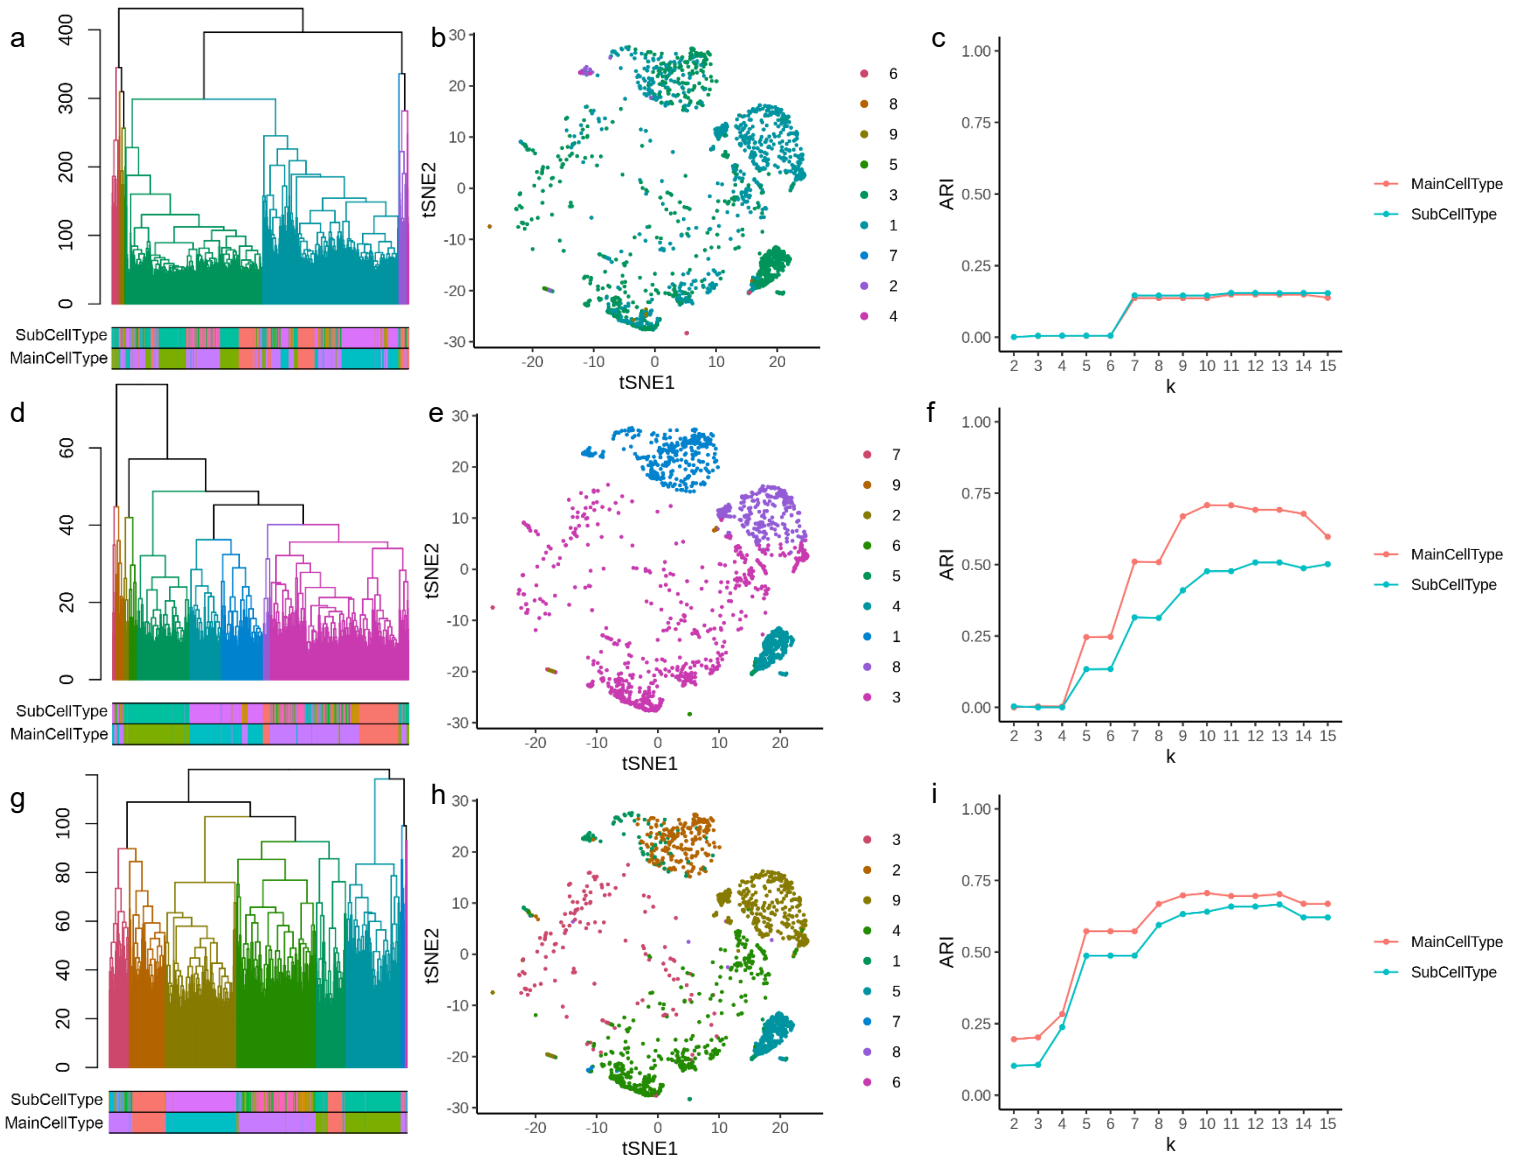 a
400
300
200
100
0
SubCellType
MainCellType
b
30
20
10
0
-10
-20
-30
tSNE2
-20 -10 0 10 20
tSNE1
6
8
9
5
3
1
7
2
4
c
1.00
0.75
0.50
0.25
0.00
ARI
2 3 4 5 6 7 8 9 10 11 12 13 14 15
k
MainCellType
SubCellType
d
60
40
20
0
SubCellType
MainCellType
e
30
20
10
0
-10
-20
-30
tSNE2
-20 -10 0 10 20
tSNE1
7
9
2
6
5
4
1
8
3
f
1.00
0.75
0.50
0.25
0.00
ARI
2 3 4 5 6 7 8 9 10 11 12 13 14 15
k
MainCellType
SubCellType
g
100
80
60
40
20
0
SubCellType
MainCellType
h
30
20
10
0
-10
-20
-30
tSNE2
-20 -10 0 10 20
tSNE1
3
2
9
4
1
5
7
8
6
i
1.00
0.75
0.50
0.25
0.00
ARI
2 3 4 5 6 7 8 9 10 11 12 13 14 15
k
MainCellType
SubCellType